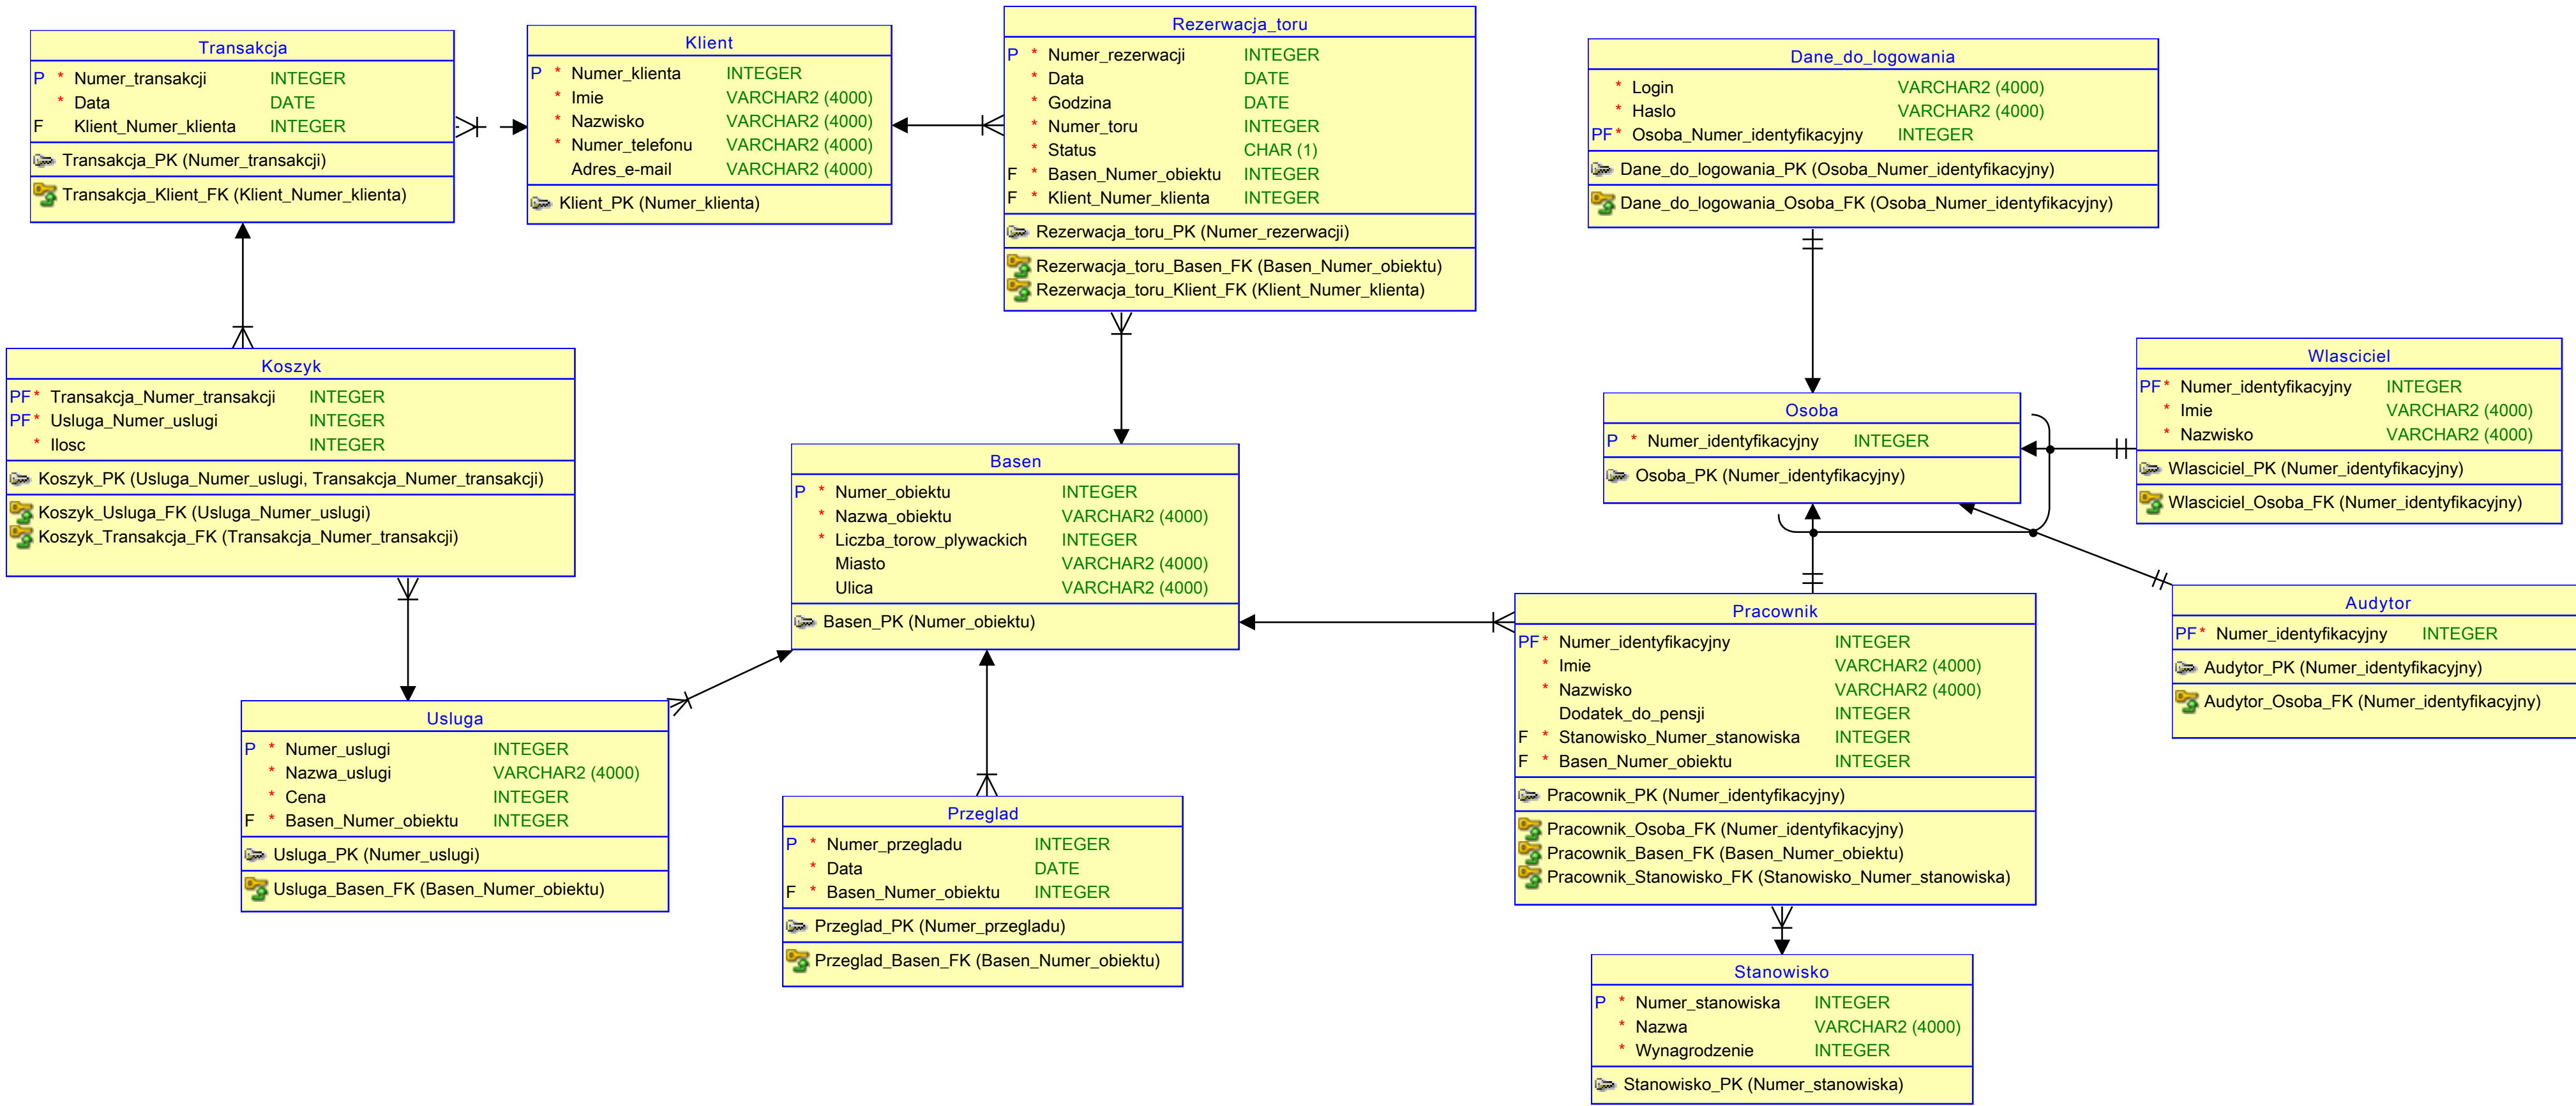 Transakcja
P * Numer_transakcji INTEGER
* Data DATE
F Klient_Numer_klienta INTEGER
Transakcja_PK (Numer_transakcji)
Transakcja_Klient_FK (Klient_Numer_klienta)
Klient
P * Numer_klienta INTEGER
* Imie VARCHAR2 (4000)
* Nazwisko VARCHAR2 (4000)
* Numer_telefonu VARCHAR2 (4000)
Adres_e-mail VARCHAR2 (4000)
Klient_PK (Numer_klienta)
Rezerwacja_toru
P * Numer_rezerwacji INTEGER
* Data DATE
* Godzina DATE
* Numer_toru INTEGER
* Status CHAR (1)
F * Basen_Numer_obiektu INTEGER
F * Klient_Numer_klienta INTEGER
Rezerwacja_toru_PK (Numer_rezerwacji)
Rezerwacja_toru_Basen_FK (Basen_Numer_obiektu)
Rezerwacja_toru_Klient_FK (Klient_Numer_klienta)
Dane_do_logowania
* Login VARCHAR2 (4000)
* Haslo VARCHAR2 (4000)
PF * Osoba_Numer_identyfikacyjny INTEGER
Dane_do_logowania_PK (Osoba_Numer_identyfikacyjny)
Dane_do_logowania_Osoba_FK (Osoba_Numer_identyfikacyjny)
Koszyk
PF * Transakcja_Numer_transakcji INTEGER
PF * Usluga_Numer_uslugi INTEGER
* Ilosc INTEGER
Koszyk_PK (Usluga_Numer_uslugi, Transakcja_Numer_transakcji)
Koszyk_Usluga_FK (Usluga_Numer_uslugi)
Koszyk_Transakcja_FK (Transakcja_Numer_transakcji)
Basen
P * Numer_obiektu INTEGER
* Nazwa_obiektu VARCHAR2 (4000)
* Liczba_torow_plywackich INTEGER
Miasto VARCHAR2 (4000)
Ulica VARCHAR2 (4000)
Basen_PK (Numer_obiektu)
Osoba
P * Numer_identyfikacyjny INTEGER
Osoba_PK (Numer_identyfikacyjny)
Wlasciciel
PF * Numer_identyfikacyjny INTEGER
* Imie VARCHAR2 (4000)
* Nazwisko VARCHAR2 (4000)
Wlasciciel_PK (Numer_identyfikacyjny)
Wlasciciel_Osoba_FK (Numer_identyfikacyjny)
Usluga
P * Numer_uslugi INTEGER
* Nazwa_uslugi VARCHAR2 (4000)
* Cena INTEGER
F * Basen_Numer_obiektu INTEGER
Usluga_PK (Numer_uslugi)
Usluga_Basen_FK (Basen_Numer_obiektu)
Przeglad
P * Numer_przegladu INTEGER
* Data DATE
F * Basen_Numer_obiektu INTEGER
Przeglad_PK (Numer_przegladu)
Przeglad_Basen_FK (Basen_Numer_obiektu)
Pracownik
PF * Numer_identyfikacyjny INTEGER
* Imie VARCHAR2 (4000)
* Nazwisko VARCHAR2 (4000)
Dodatek_do_pensji INTEGER
F * Stanowisko_Numer_stanowiska INTEGER
F * Basen_Numer_obiektu INTEGER
Pracownik_PK (Numer_identyfikacyjny)
Pracownik_Osoba_FK (Numer_identyfikacyjny)
Pracownik_Basen_FK (Basen_Numer_obiektu)
Pracownik_Stanowisko_FK (Stanowisko_Numer_stanowiska)
Audytor
PF * Numer_identyfikacyjny INTEGER
Audytor_PK (Numer_identyfikacyjny)
Audytor_Osoba_FK (Numer_identyfikacyjny)
Stanowisko
P * Numer_stanowiska INTEGER
* Nazwa VARCHAR2 (4000)
* Wynagrodzenie INTEGER
Stanowisko_PK (Numer_stanowiska)